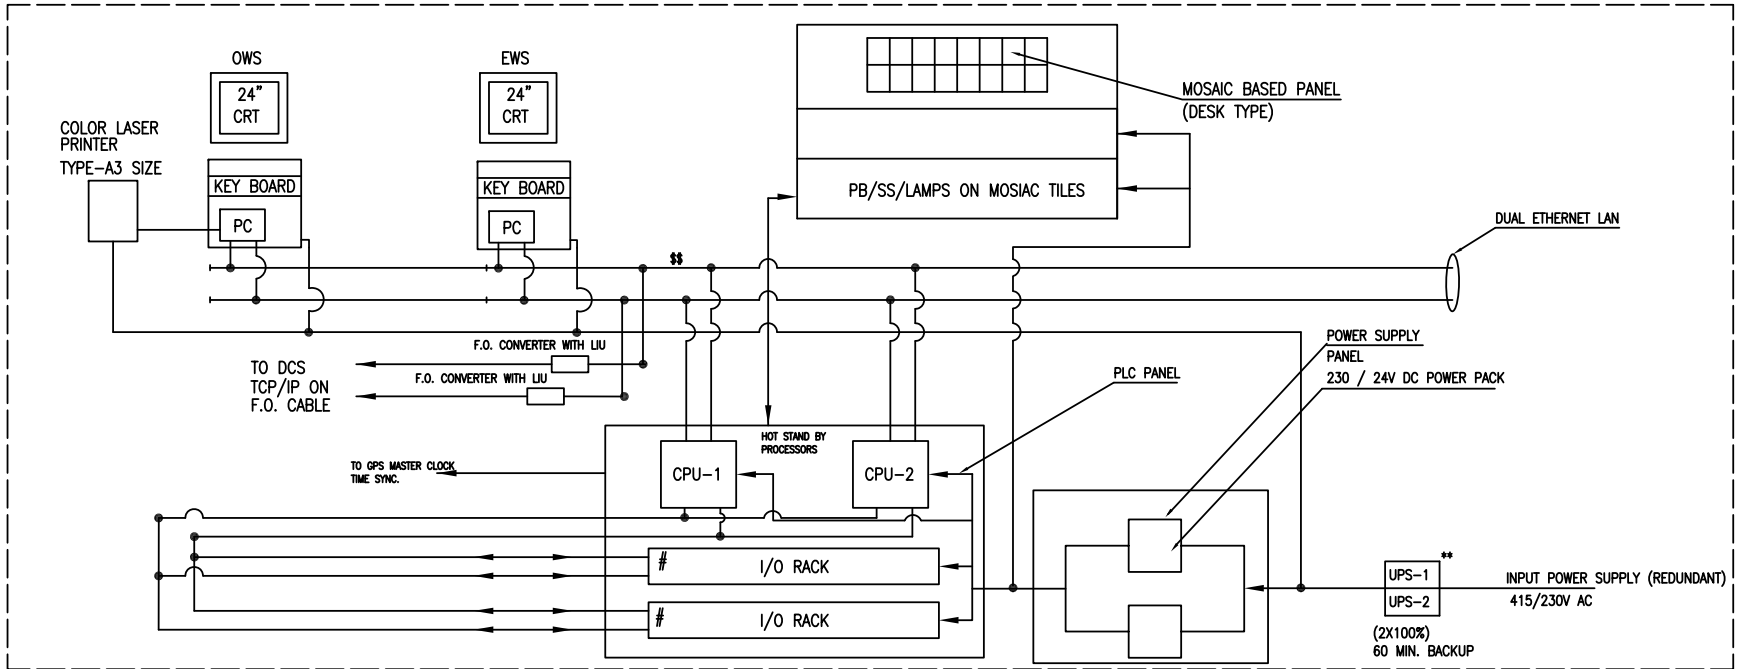 OWS
EWS
24"
CRT
24"
CRT
MOSAIC BASED PANEL
(DESK TYPE)
COLOR LASER
PRINTER
TYPE-A3 SIZE
KEY BOARD
KEY BOARD
PB/SS/LAMPS ON MOSIAC TILES
PC
PC
DUAL ETHERNET LAN
$$
F.O. CONVERTER WITH LIU
POWER SUPPLY
PANEL
230 / 24V DC POWER PACK
TO DCS
TCP/IP ON
F.O. CABLE
F.O. CONVERTER WITH LIU
PLC PANEL
HOT STAND BY
PROCESSORS
TO GPS MASTER CLOCK
TIME SYNC.
CPU-1
CPU-2
# I/O RACK
# I/O RACK
**
UPS-1
UPS-2
INPUT POWER SUPPLY (REDUNDANT)
415/230V AC
(2X100%)
60 MIN. BACKUP